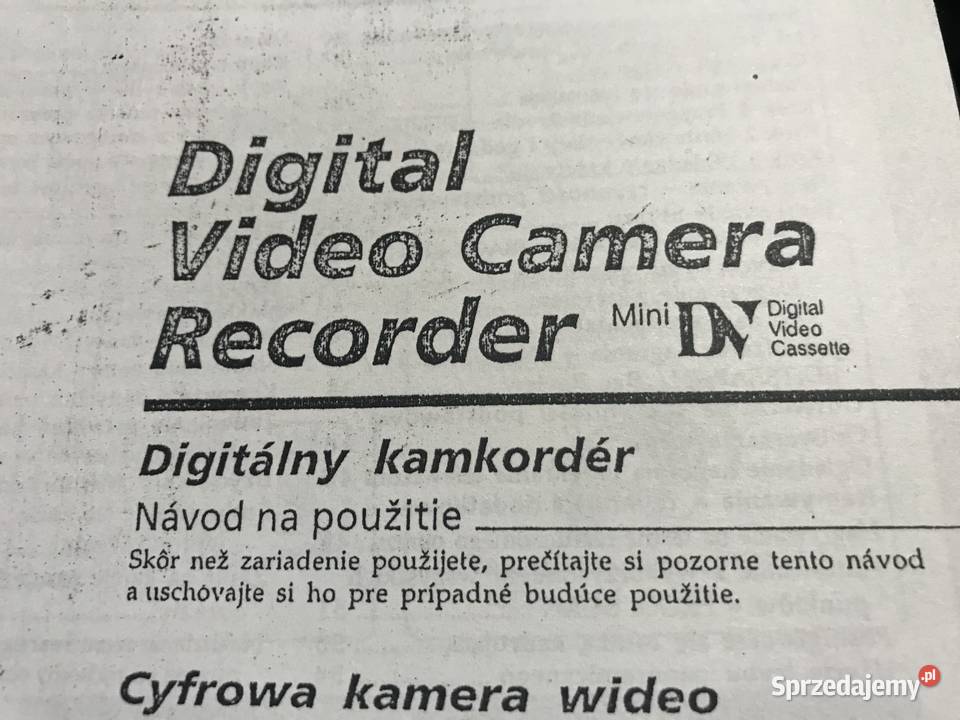 Digital
Video Camera
Recorder
Mini DV Digital
Video
Cassette
Digitálny kamkordér
Návod na použitie
Skôr než zariadenie použijete, prečítajte si pozorne tento návod
a uschovajte si ho pre prípadné budúce použitie.
Cyfrowa kamera wideo
Sprzedajemy.pl